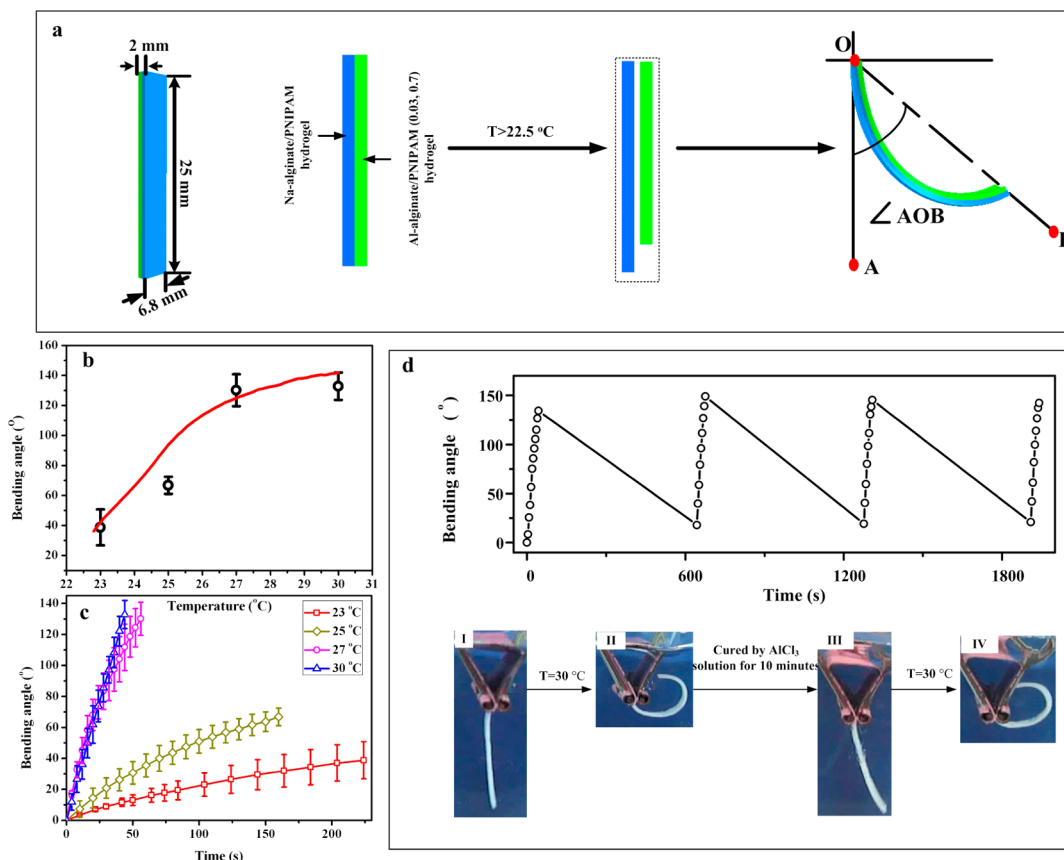 a
2 mm
25 mm
6.8 mm
Na-alginate/PNIPAM
hydrogel
Al-alginate/PNIPAM (0.03, 0.7)
hydrogel
T>22.5 °C
O
∠ AOB
A
b
160
140
120
100
80
60
40
20
Bending angle (°)
22 23 24 25 26 27 28 29 30 31
Temperature (°C)
c
140
120
100
80
60
40
20
0
Bending angle (°)
23 °C
25 °C
27 °C
30 °C
0 50 100 150 200
Time (s)
d
150
100
50
0
Bending angle (°)
0 600 1200 1800
Time (s)
I
T=30 °C
II
Cured by AlCl₃
solution for 10 minutes
III
T=30 °C
IV